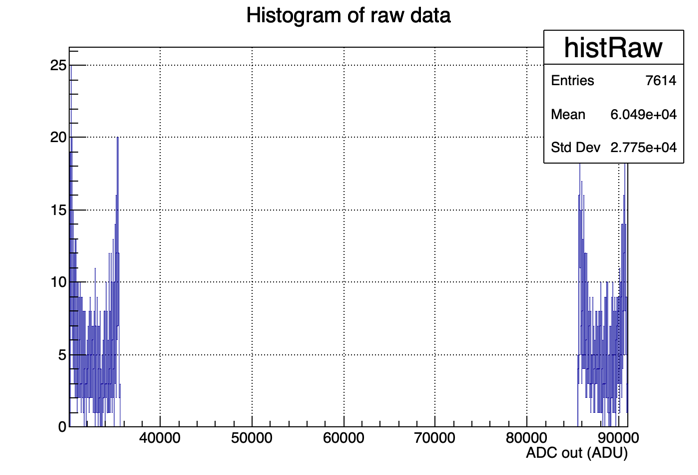 Histogram of raw data
histRaw
Entries 7614
Mean 6.049e+04
Std Dev 2.775e+04
25
20
15
10
5
0
40000 50000 60000 70000 80000 90000
ADC out (ADU)